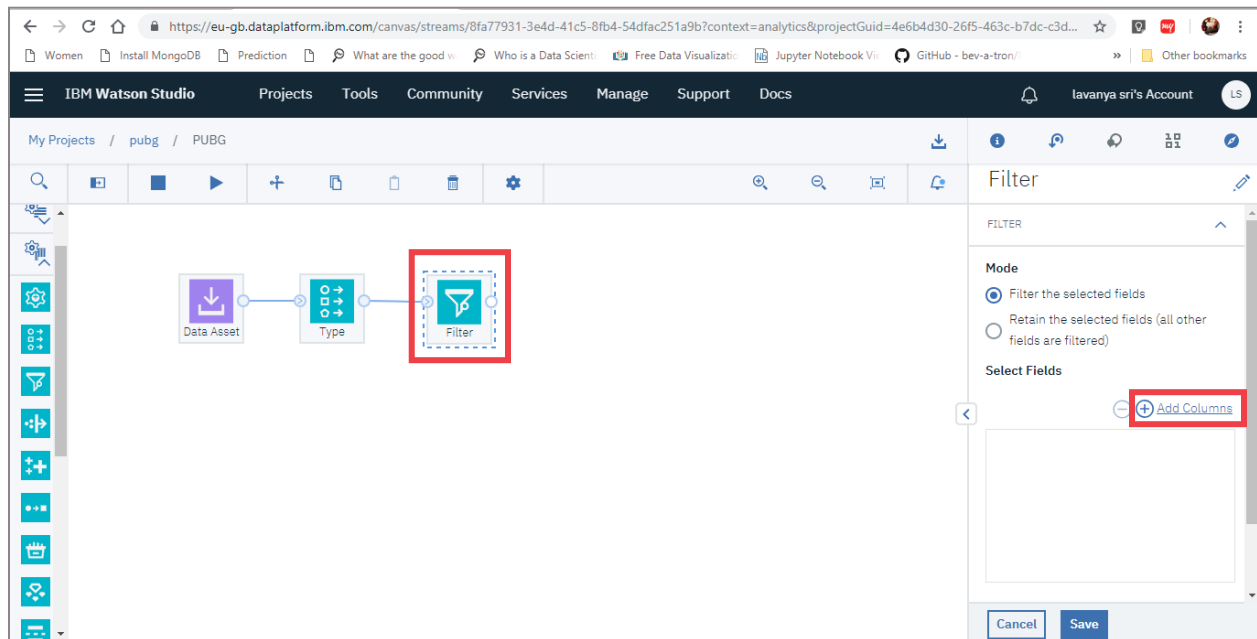 https://eu-gb.dataplatform.ibm.com/canvas/streams/8fa77931-3e4d-41c5-8fb4-54dfac251a9b?context=analytics&projectGuid=4e6b4d30-26f5-463c-b7dc-c3d...
Women Install MongoDB Prediction What are the good w Who is a Data Scienti Free Data Visualizatio Jupyter Notebook Vi GitHub - bev-a-tron/ » Other bookmarks
IBM Watson Studio Projects Tools Community Services Manage Support Docs lavanya sri's Account LS
My Projects / pubg / PUBG
Filter
FILTER
Mode
Filter the selected fields
Retain the selected fields (all other
fields are filtered)
Select Fields
Add Columns
Data Asset Type Filter
Cancel Save